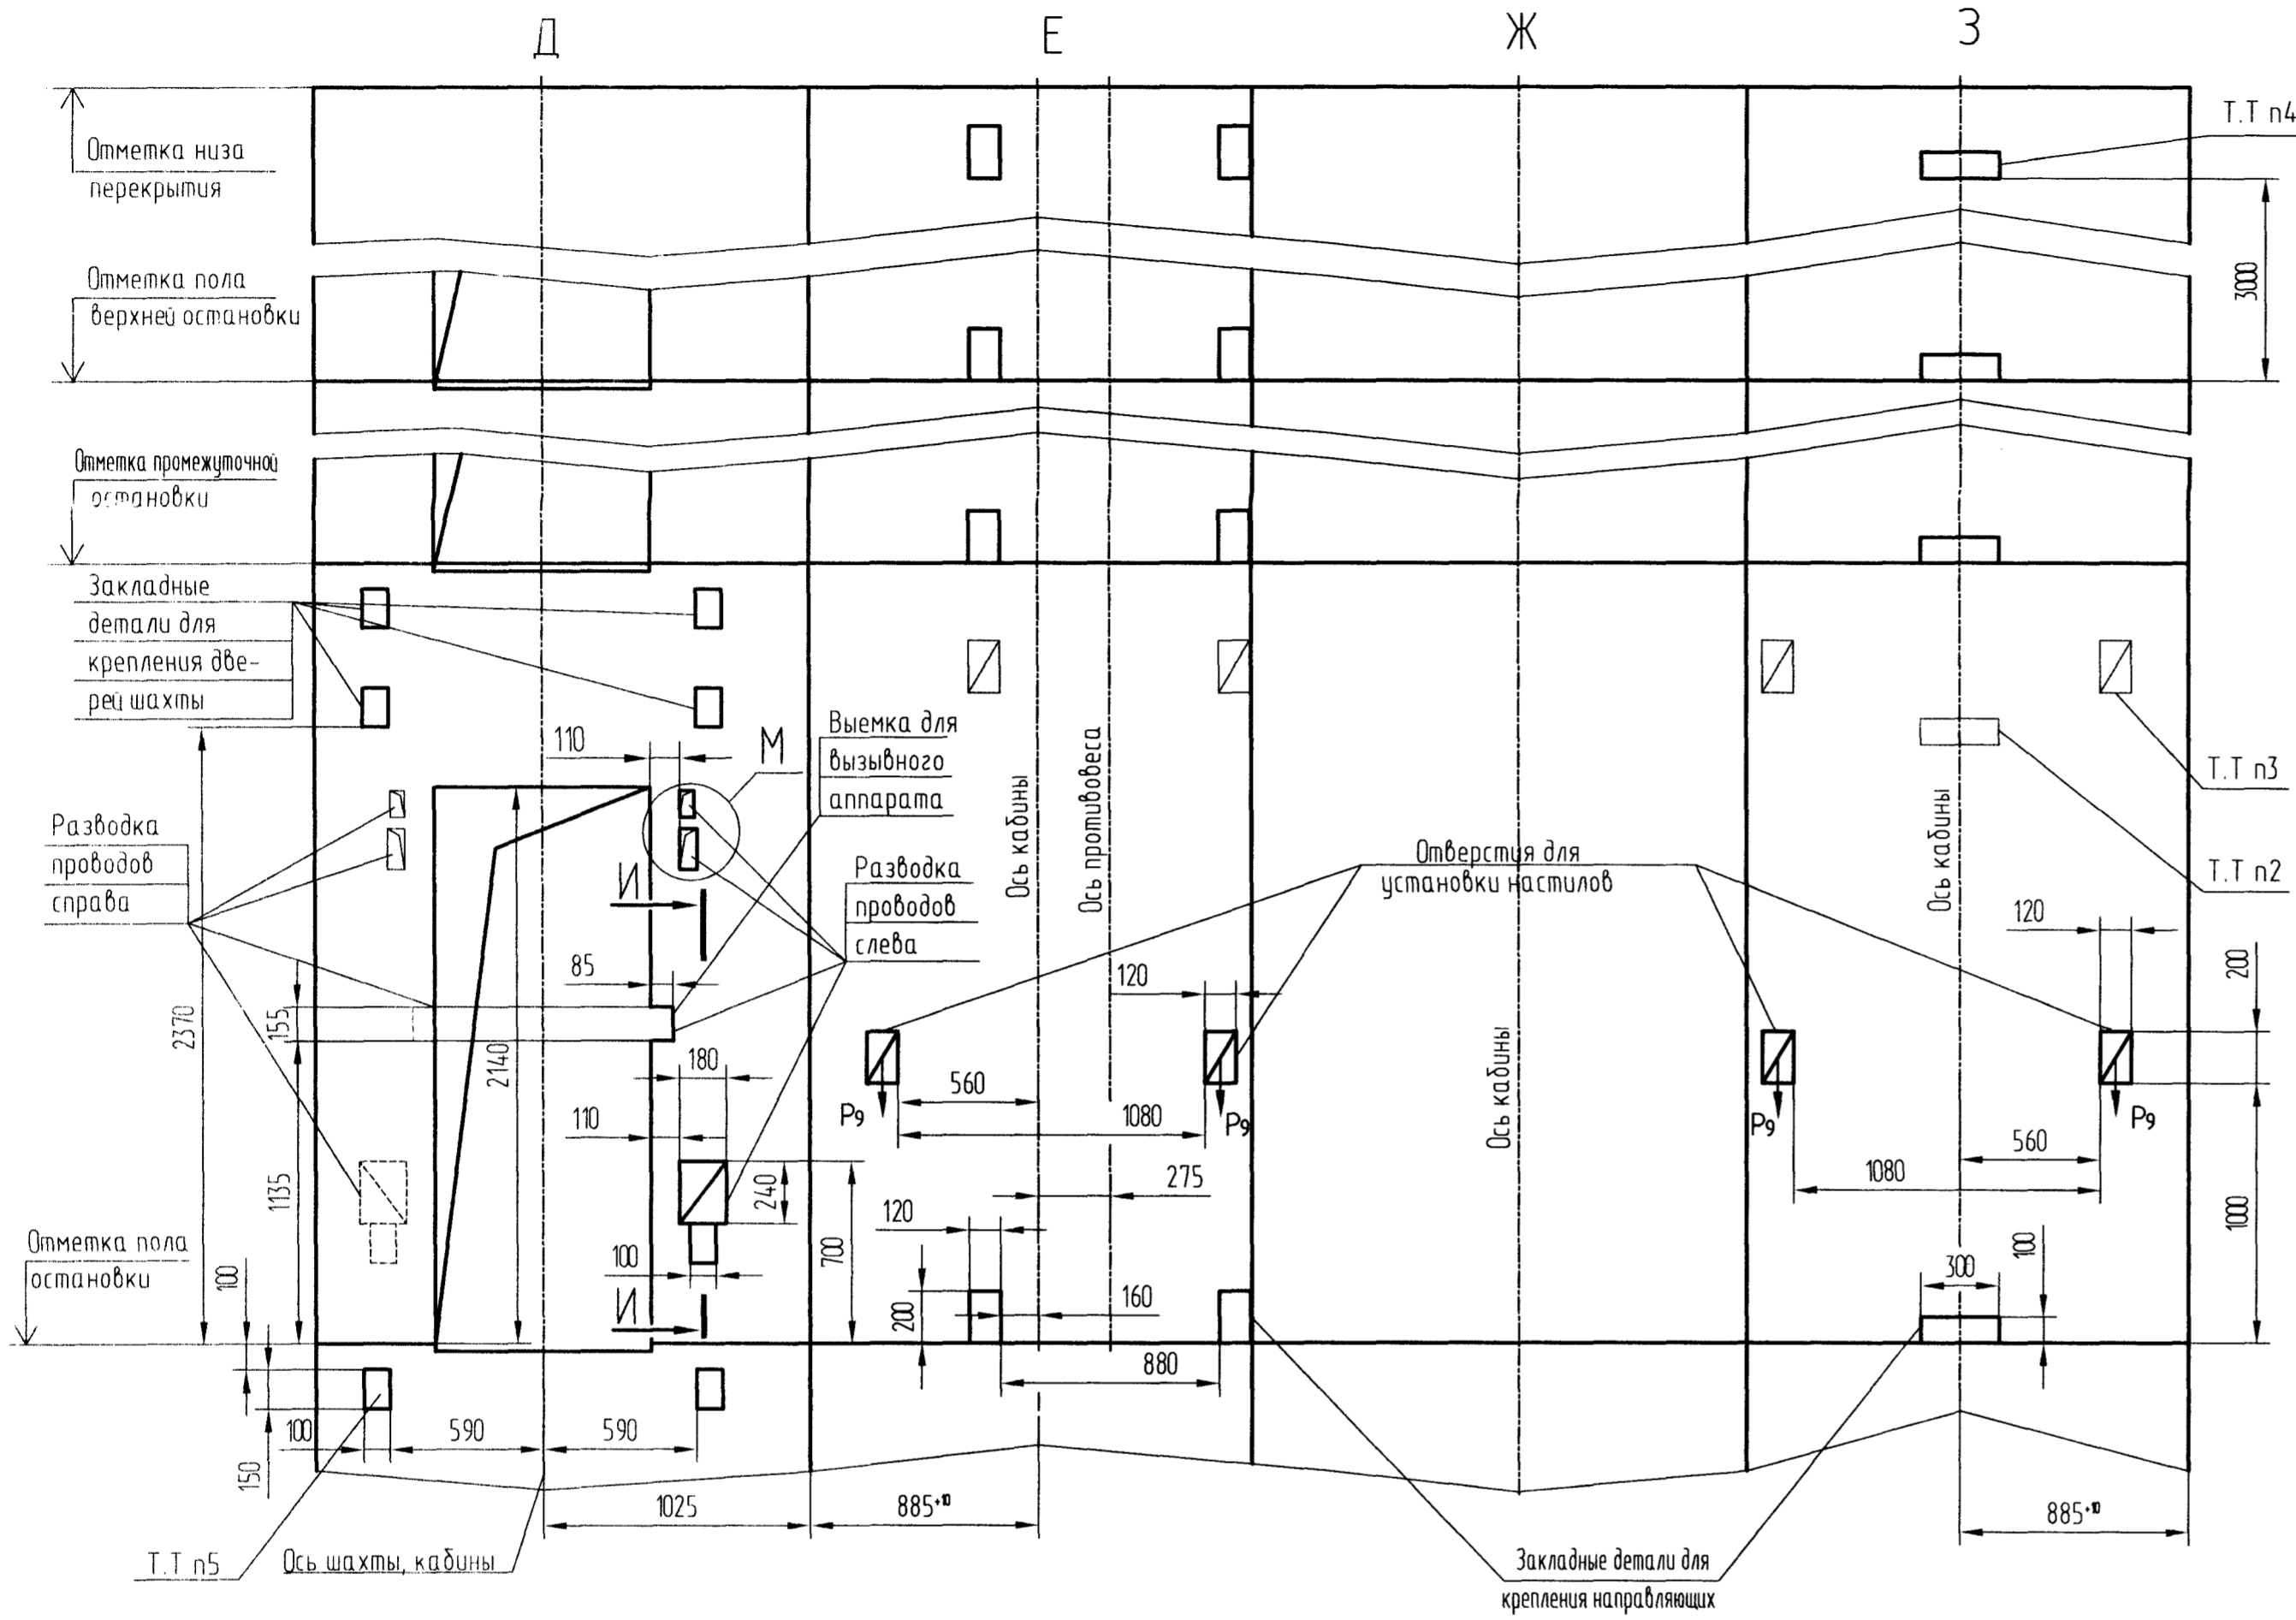 Д
Е
Ж
З
Т.Т п4
Отметка низа
перекрытия
3000
Отметка пола
верхней остановки
Отметка промежуточной
остановки
Закладные
детали для
крепления две-
рей шахты
110
М
Выемка для
вызывного
аппарата
Ось кабины
Ось противовеса
Т.Т п3
Разводка
проводов
справа
И
Разводка
проводов
слева
Отверстия для
установки настилов
Ось кабины
Т.Т п2
120
200
85
120
2370
155
2140
180
560
Р9
1080
Р9
Ось кабины
Р9
Р9
560
1080
1000
110
1135
240
700
275
120
Отметка пола
остановки
100
100
И
200
160
300
100
880
100
590
590
150
1025
885+10
885+10
Т.Т п5
Ось шахты, кабины
Закладные детали для
крепления направляющих